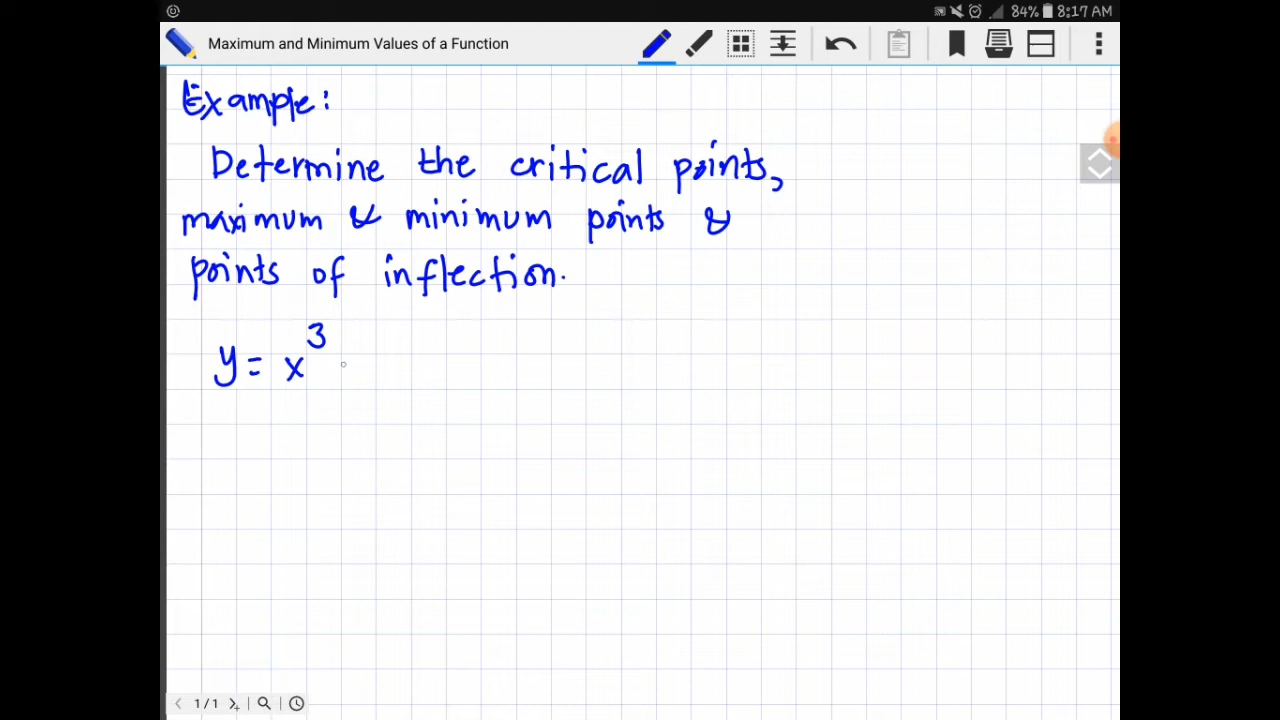 84% 8:17 AM
Maximum and Minimum Values of a Function
Example:
Determine the critical points,
maximum & minimum points &
points of inflection.
y = x³
1/1